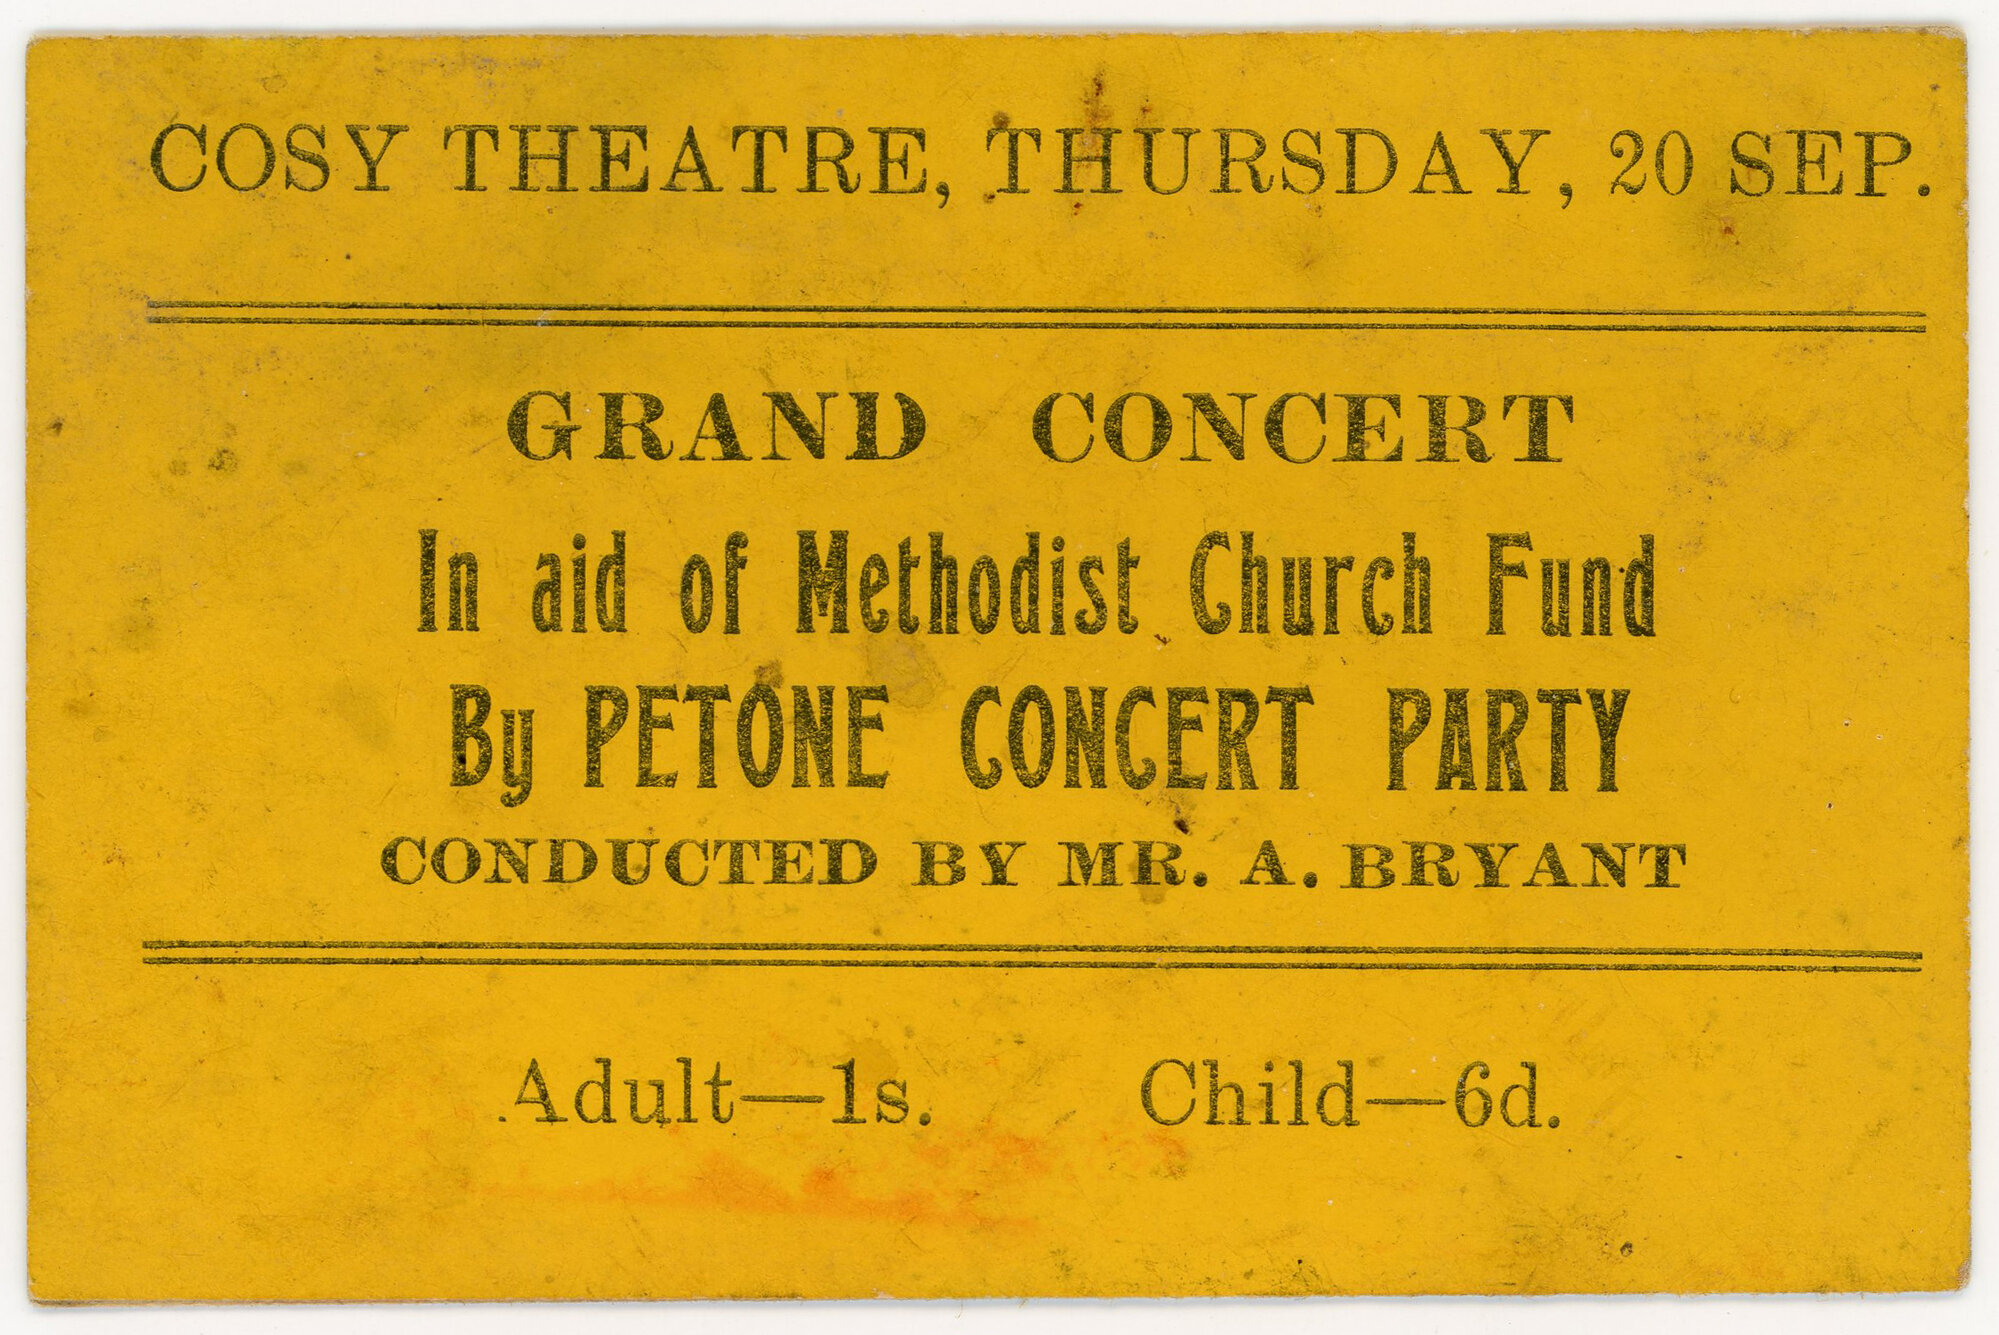 COSY THEATRE, THURSDAY, 20 SEP.
GRAND CONCERT
In aid of Methodist Church Fund
By PETONE CONCERT PARTY
CONDUCTED BY MR. A. BRYANT
Adult—1s. Child—6d.